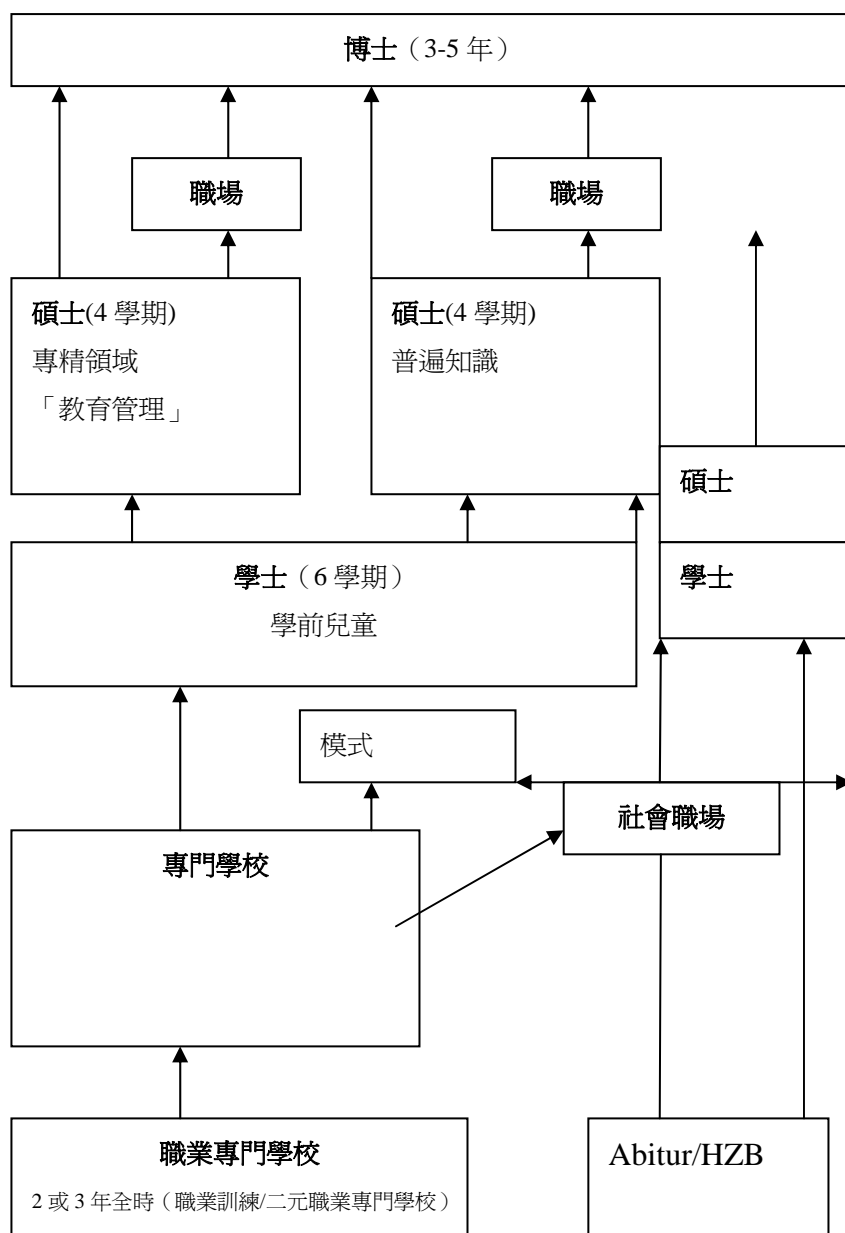 博士（3-5 年）
職場
職場
碩士(4 學期)
專精領域
「教育管理」
碩士(4 學期)
普遍知識
碩士
學士（6 學期）
學前兒童
學士
模式
社會職場
專門學校
職業專門學校
2 或 3 年全時（職業訓練/二元職業專門學校）
Abitur/HZB